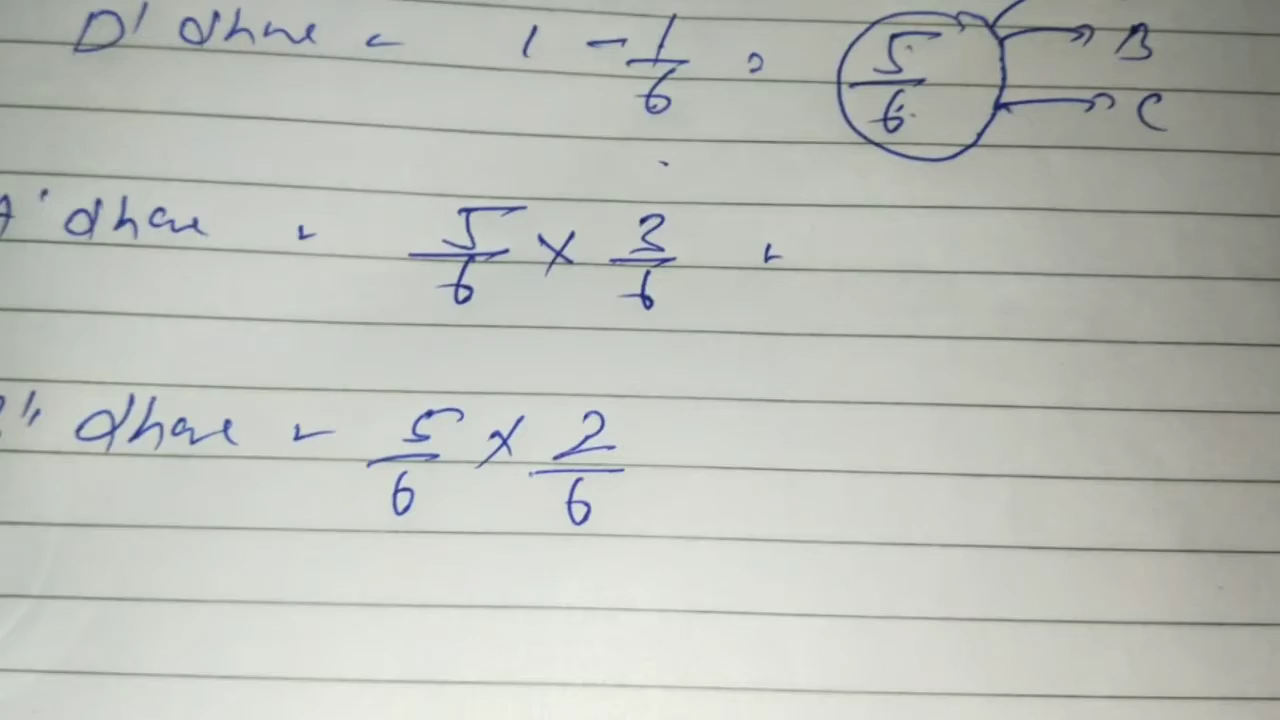 D' Share = 1 - 1/6 = 5/6 → B → C
A' Share = 5/6 × 3/6 =
Share = 5/6 × 2/6